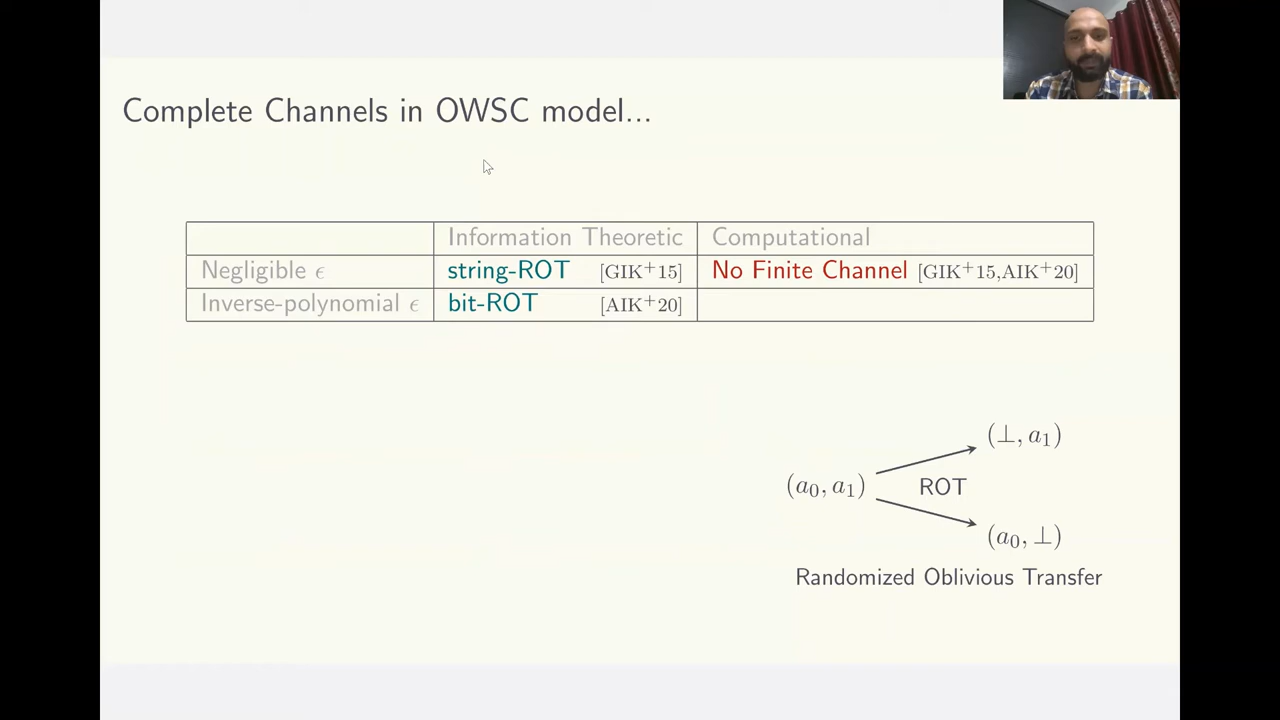 Complete Channels in OWSC model...
Information Theoretic Computational
Negligible ϵ string-ROT [GIK⁺15] No Finite Channel [GIK⁺15,AIK⁺20]
Inverse-polynomial ϵ bit-ROT [AIK⁺20]
(⊥, a₁)
(a₀, a₁) ROT
(a₀, ⊥)
Randomized Oblivious Transfer